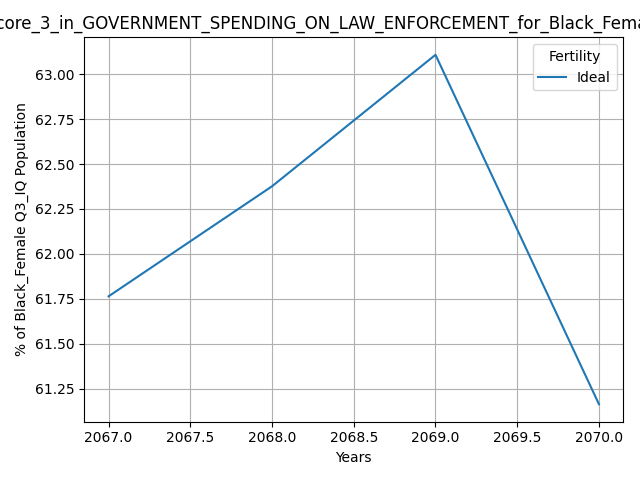 core_3_in_GOVERNMENT_SPENDING_ON_LAW_ENFORCEMENT_for_Black_Fema
Fertility
Ideal
63.00
62.75
62.50
62.25
62.00
61.75
61.50
61.25
% of Black_Female Q3_IQ Population
2067.0 2067.5 2068.0 2068.5 2069.0 2069.5 2070.0
Years